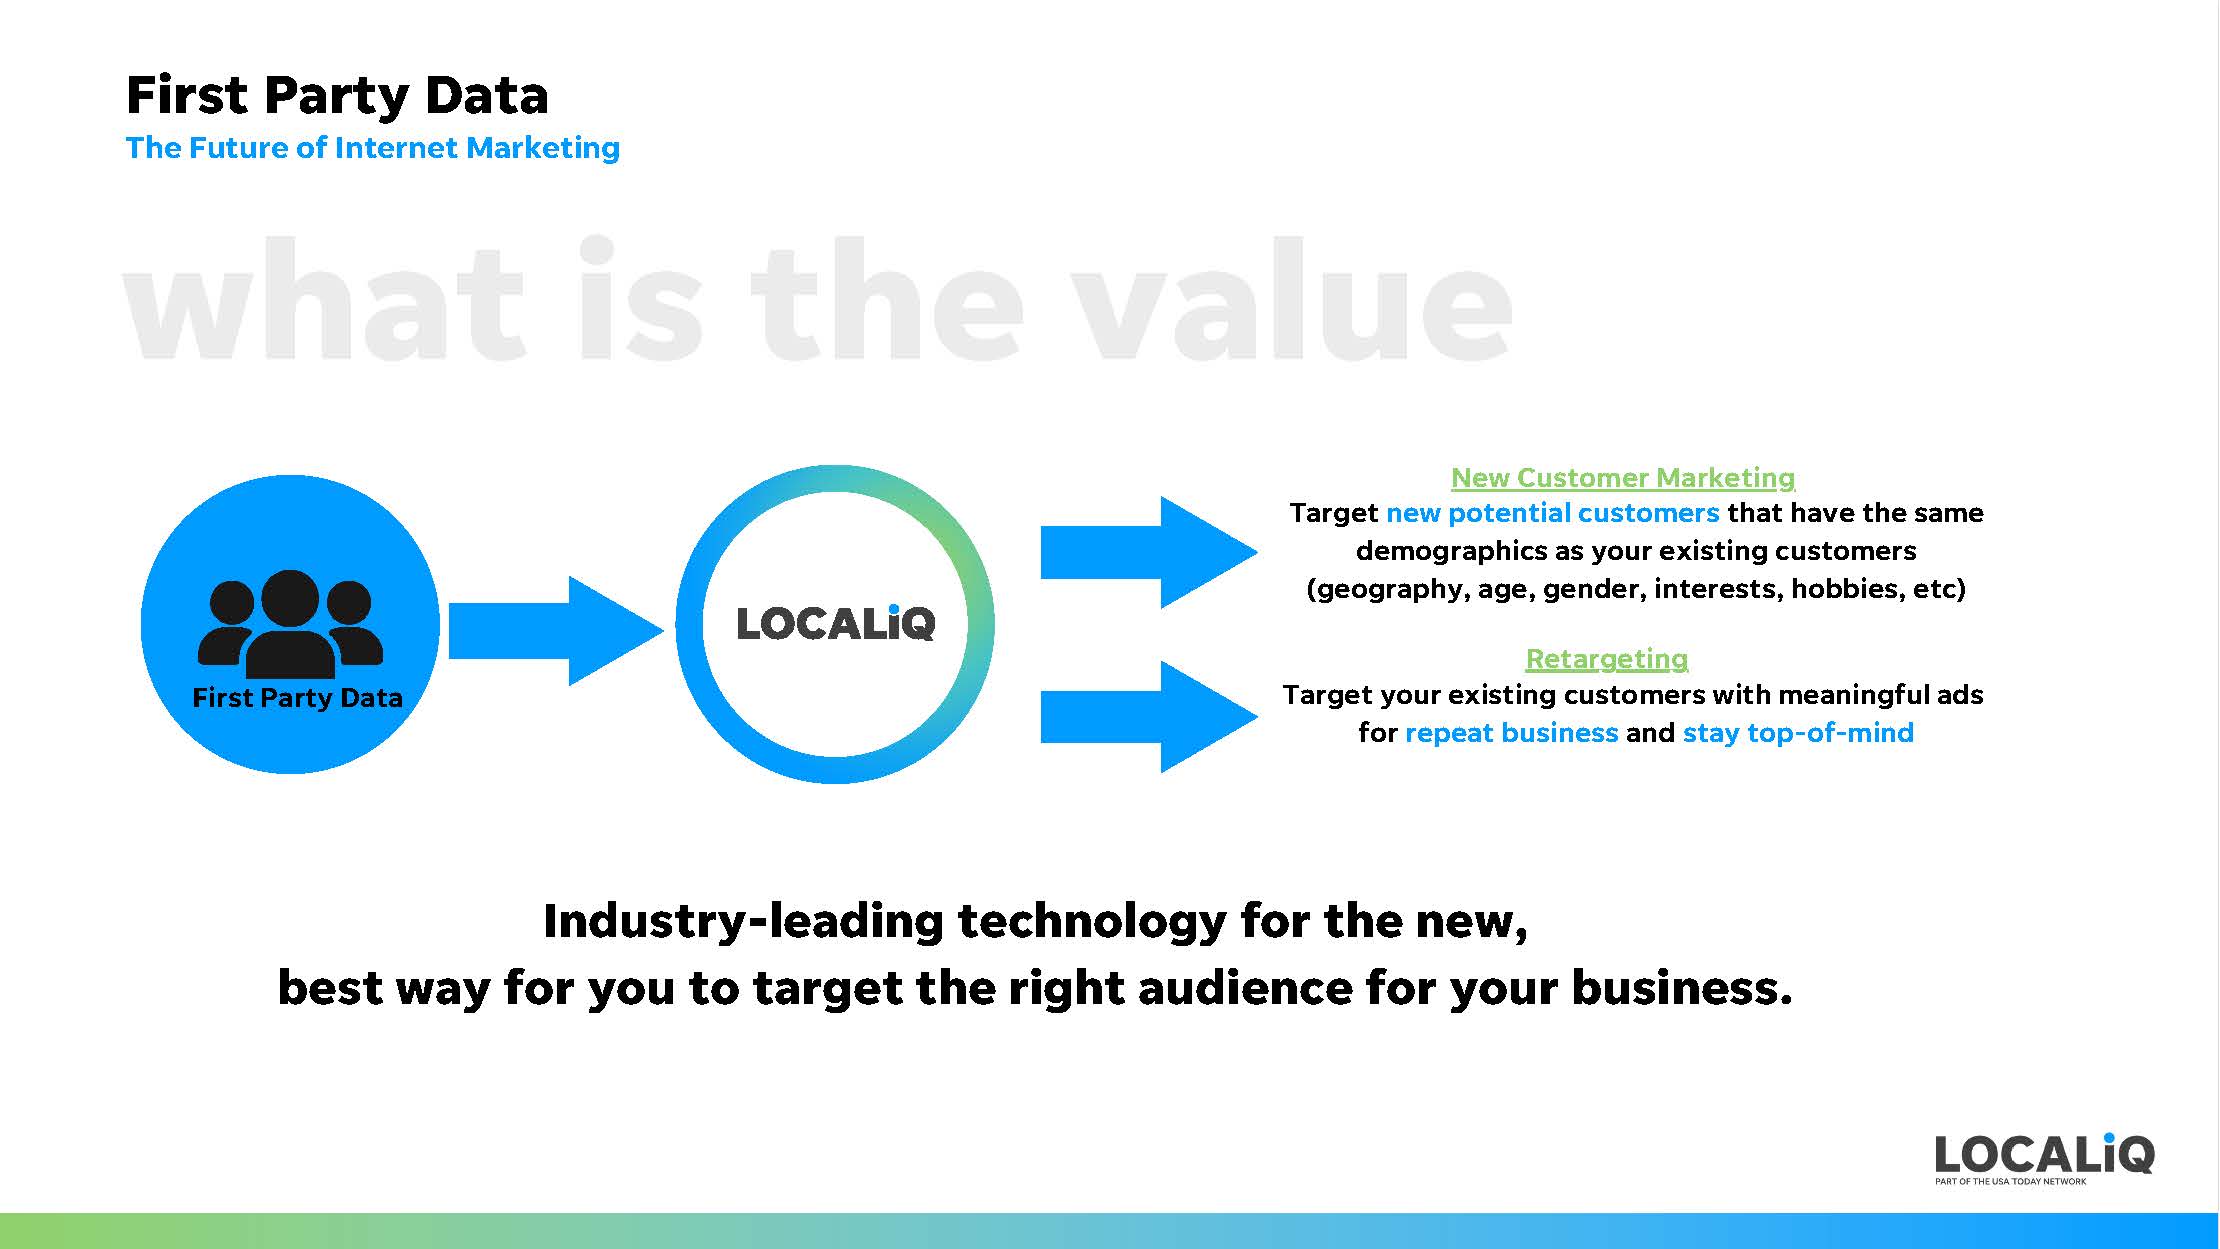 First Party Data
The Future of Internet Marketing
what is the value
First Party Data
LOCALiQ
New Customer Marketing
Target new potential customers that have the same
demographics as your existing customers
(geography, age, gender, interests, hobbies, etc)
Retargeting
Target your existing customers with meaningful ads
for repeat business and stay top-of-mind
Industry-leading technology for the new,
best way for you to target the right audience for your business.
LOCALiQ
PART OF THE USA TODAY NETWORK